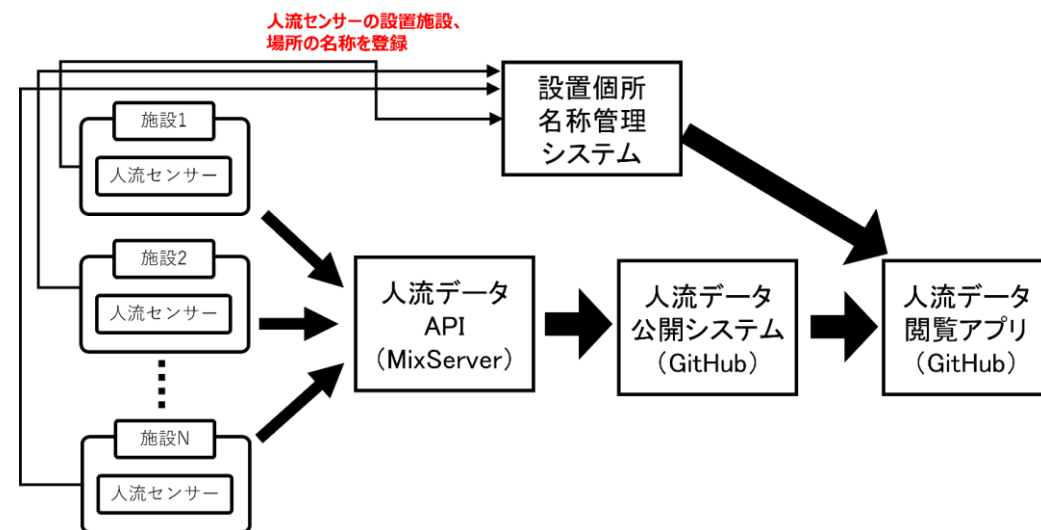 人流センサーの設置施設、
場所の名称を登録
設置個所
名称管理
システム
施設1
人流センサー
施設2
人流センサー
施設N
人流センサー
人流データ
API
（MixServer）
人流データ
公開システム
（GitHub）
人流データ
閲覧アプリ
（GitHub）